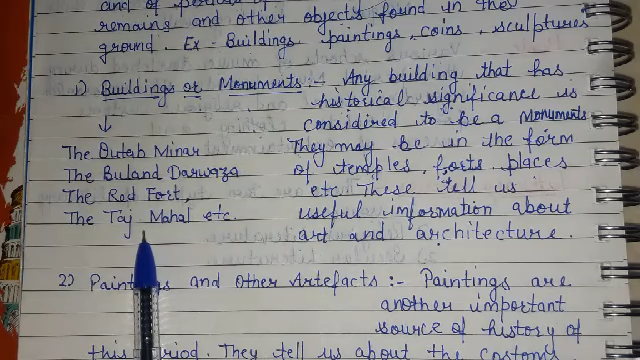 and of
remains and other objects found in the
ground. Ex - Buildings, paintings, coins, sculptures
1) Buildings or Monuments :- Any building that has
historical significance is
considered to be a Monuments
The Qutub Minar They may be in the form
The Buland Darwaza of temples, forts, places
The Red Fort, etc. These tell us
The Taj Mahal etc. useful information about
art and architecture.
2) Paintings and Other Artefacts :- Paintings are
another important
source of history of
this period. They tell us about the customs